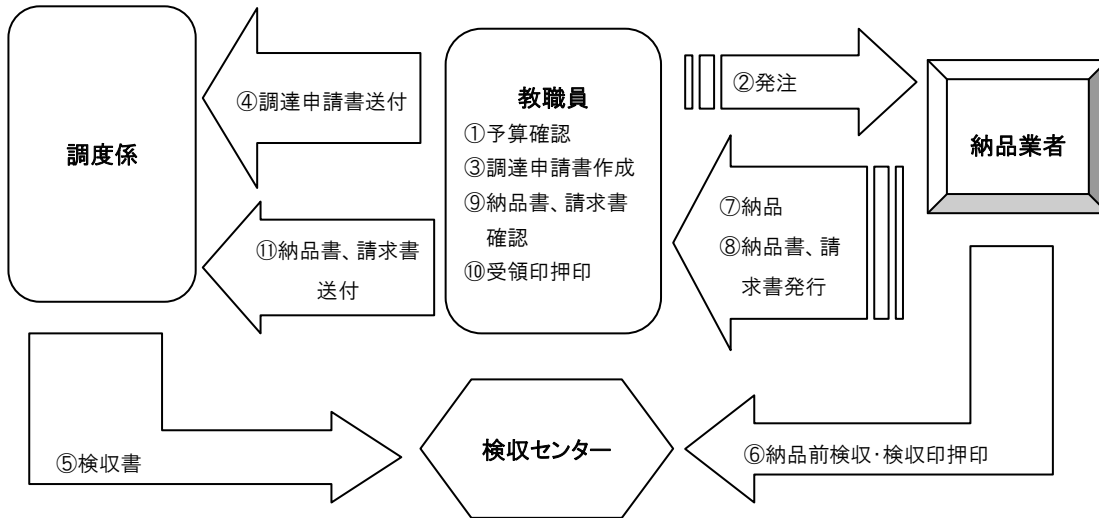 調度係
④調達申請書送付
⑪納品書、請求書
送付
教職員
①予算確認
③調達申請書作成
⑨納品書、請求書
確認
⑩受領印押印
②発注
⑦納品
⑧納品書、請
求書発行
納品業者
⑤検収書
検収センター
⑥納品前検収・検収印押印